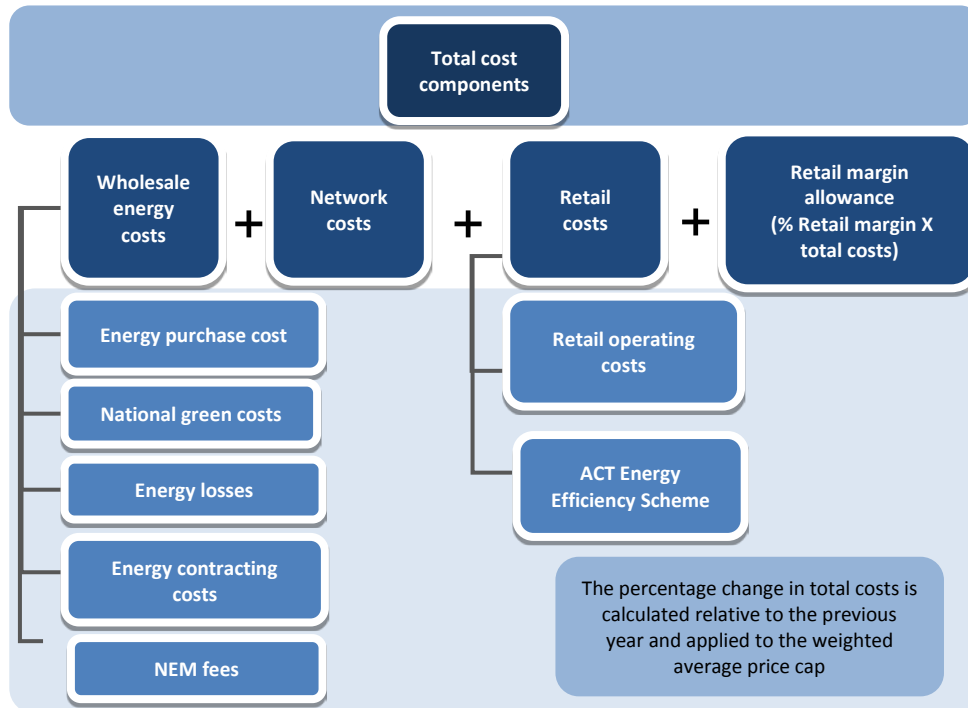 Total cost
components
Wholesale
energy
costs
+
Network
costs
+
Retail
costs
+
Retail margin
allowance
(% Retail margin X
total costs)
Energy purchase cost
National green costs
Energy losses
Energy contracting
costs
NEM fees
Retail operating
costs
ACT Energy
Efficiency Scheme
The percentage change in total costs is
calculated relative to the previous
year and applied to the weighted
average price cap